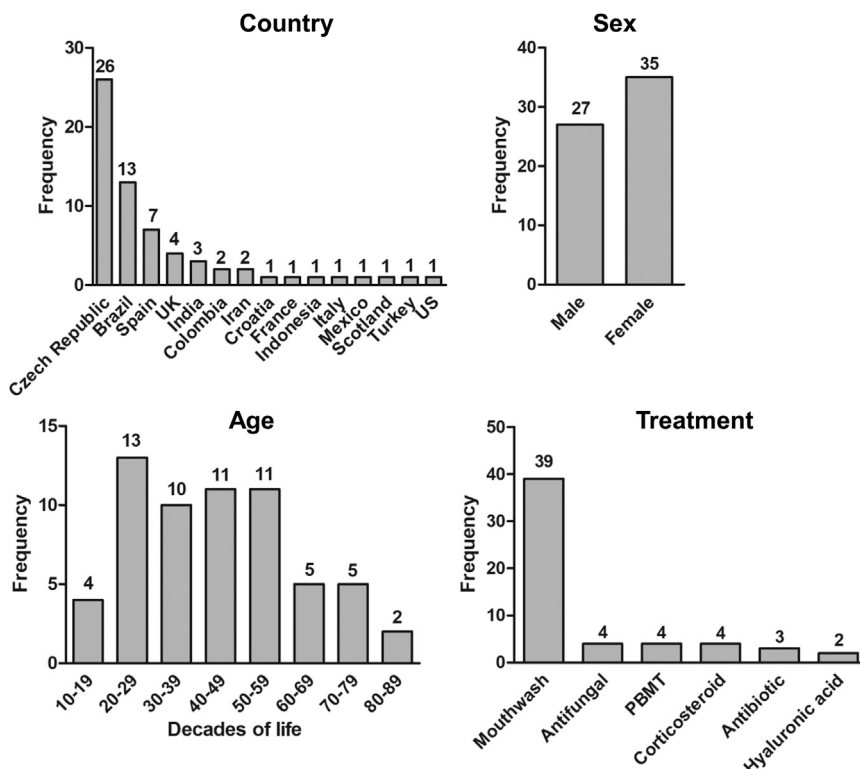 Country
Frequency
30
20
10
0
26
13
7
4
3
2
2
1
1
1
1
1
1
1
1
Czech Republic
Brazil
Spain
UK
India
Colombia
Iran
Croatia
France
Indonesia
Italy
Mexico
Scotland
Turkey
US
Sex
Frequency
40
30
20
10
0
27
35
Male
Female
Age
Frequency
15
10
5
0
4
13
10
11
11
5
5
2
10-19
20-29
30-39
40-49
50-59
60-69
70-79
80-89
Decades of life
Treatment
Frequency
50
40
30
20
10
0
39
4
4
4
3
2
Mouthwash
Antifungal
PBMT
Corticosteroid
Antibiotic
Hyaluronic acid